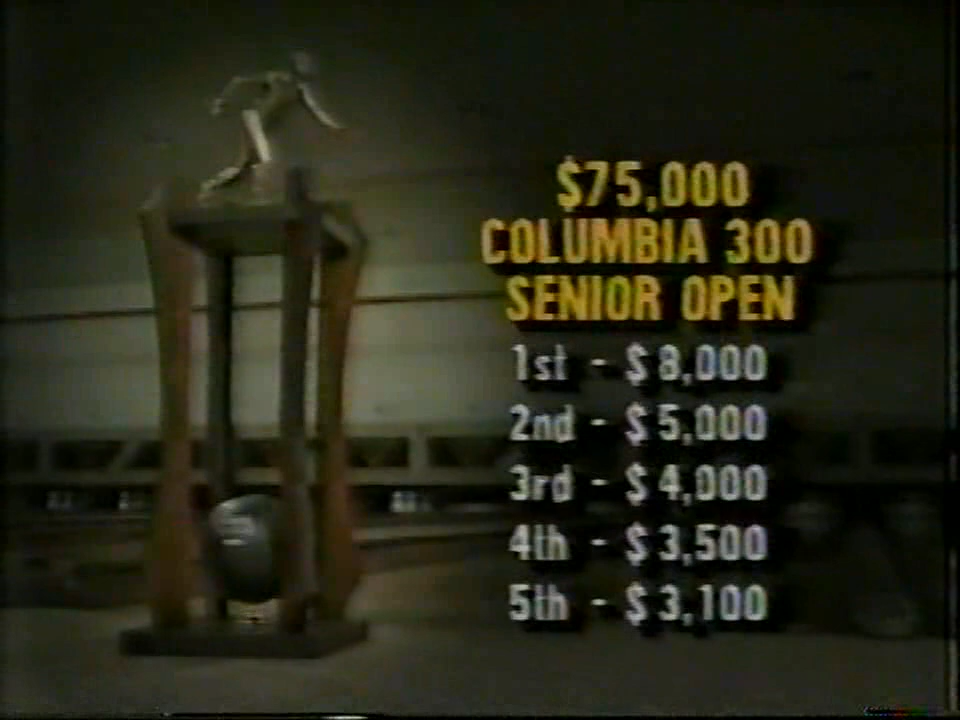 $75,000
COLUMBIA 300
SENIOR OPEN
1st - $8,000
2nd - $5,000
3rd - $4,000
4th - $3,500
5th - $3,100